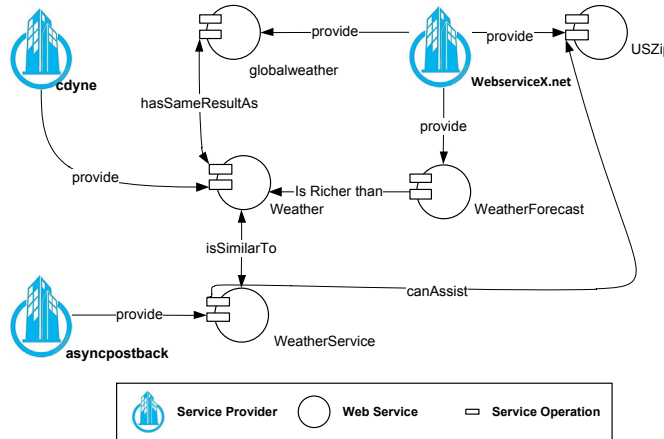 provide
provide
USZip
globalweather
cdyne
WebserviceX.net
hasSameResultAs
provide
provide
Is Richer than
Weather
WeatherForecast
isSimilarTo
canAssist
provide
WeatherService
asyncpostback
Service Provider
Web Service
Service Operation